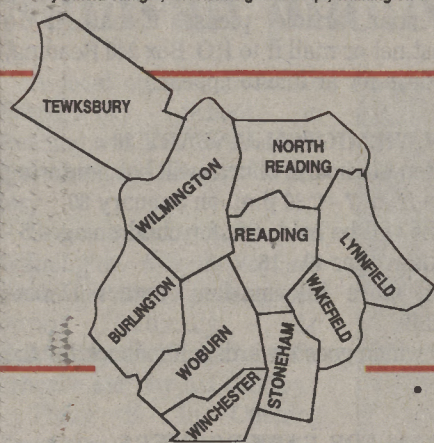 TEWKSBURY
NORTH
READING
WILMINGTON
READING
LYNNFIELD
BURLINGTON
WAKEFIELD
WOBURN
STONEHAM
WINCHESTER